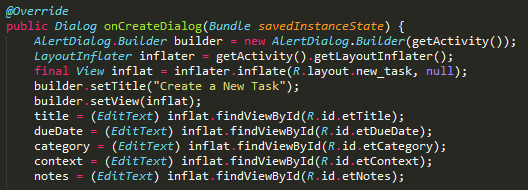 @Override
public Dialog onCreateDialog(Bundle savedInstanceState) {
    AlertDialog.Builder builder = new AlertDialog.Builder(getActivity());
    LayoutInflater inflater = getActivity().getLayoutInflater();
    final View inflat = inflater.inflate(R.layout.new_task, null);
    builder.setTitle("Create a New Task");
    builder.setView(inflat);
    title = (EditText) inflat.findViewById(R.id.etTitle);
    dueDate = (EditText) inflat.findViewById(R.id.etDueDate);
    category = (EditText) inflat.findViewById(R.id.etCategory);
    context = (EditText) inflat.findViewById(R.id.etContext);
    notes = (EditText) inflat.findViewById(R.id.etNotes);